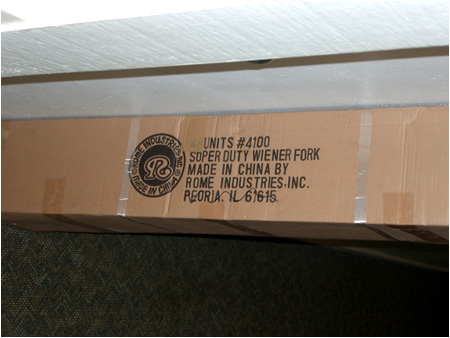 ROME INDUSTRIES, INC.
R
MADE IN CHINA
48 UNITS #4100
SUPER DUTY WIENER FORK
MADE IN CHINA BY
ROME INDUSTRIES, INC.
PEORIA, IL 61615